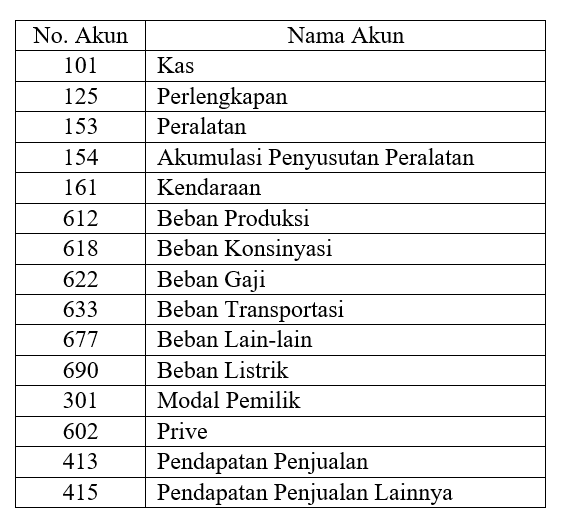 No. Akun Nama Akun
101 Kas
125 Perlengkapan
153 Peralatan
154 Akumulasi Penyusutan Peralatan
161 Kendaraan
612 Beban Produksi
618 Beban Konsinyasi
622 Beban Gaji
633 Beban Transportasi
677 Beban Lain-lain
690 Beban Listrik
301 Modal Pemilik
602 Prive
413 Pendapatan Penjualan
415 Pendapatan Penjualan Lainnya